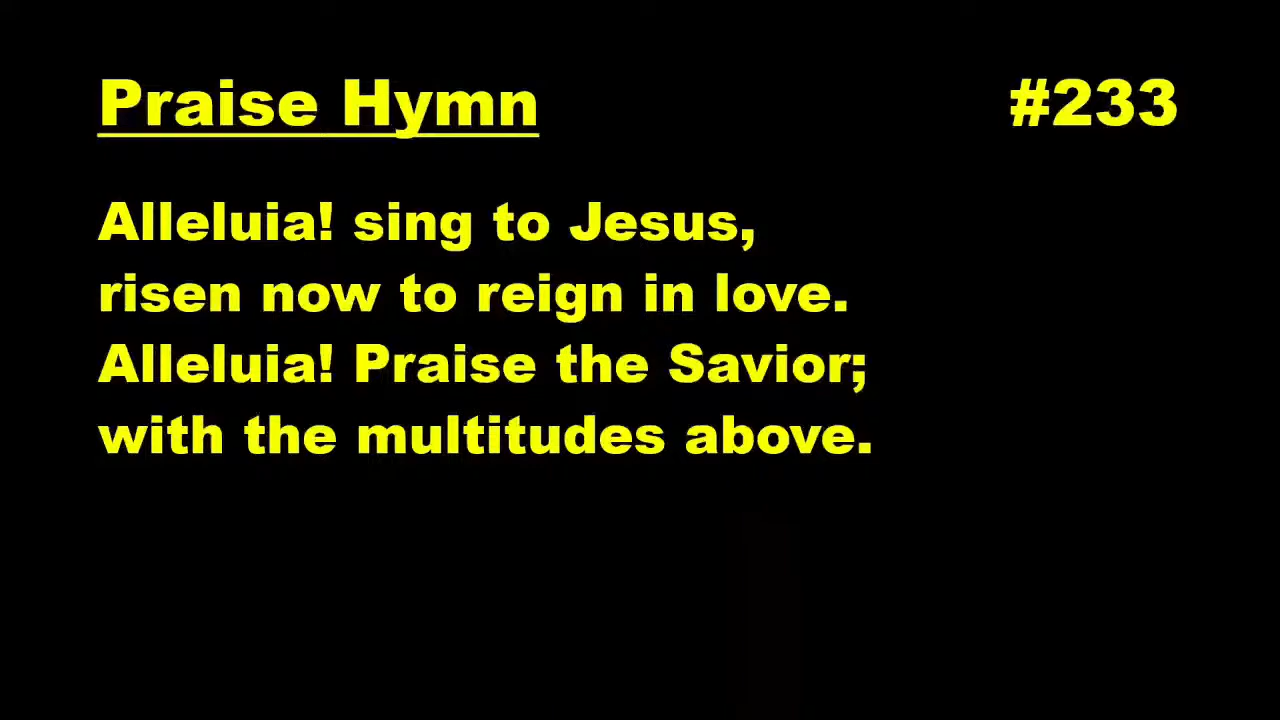 Praise Hymn #233
Alleluia! sing to Jesus,
risen now to reign in love.
Alleluia! Praise the Savior;
with the multitudes above.